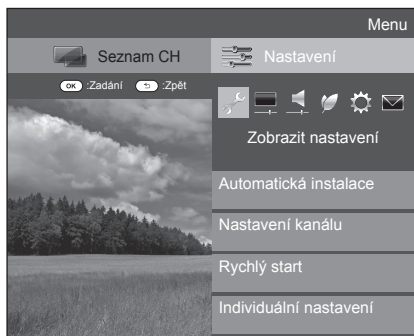 Menu
Seznam CH
Nastavení
OK :Zadání :Zpět
Zobrazit nastavení
Automatická instalace
Nastavení kanálu
Rychlý start
Individuální nastavení